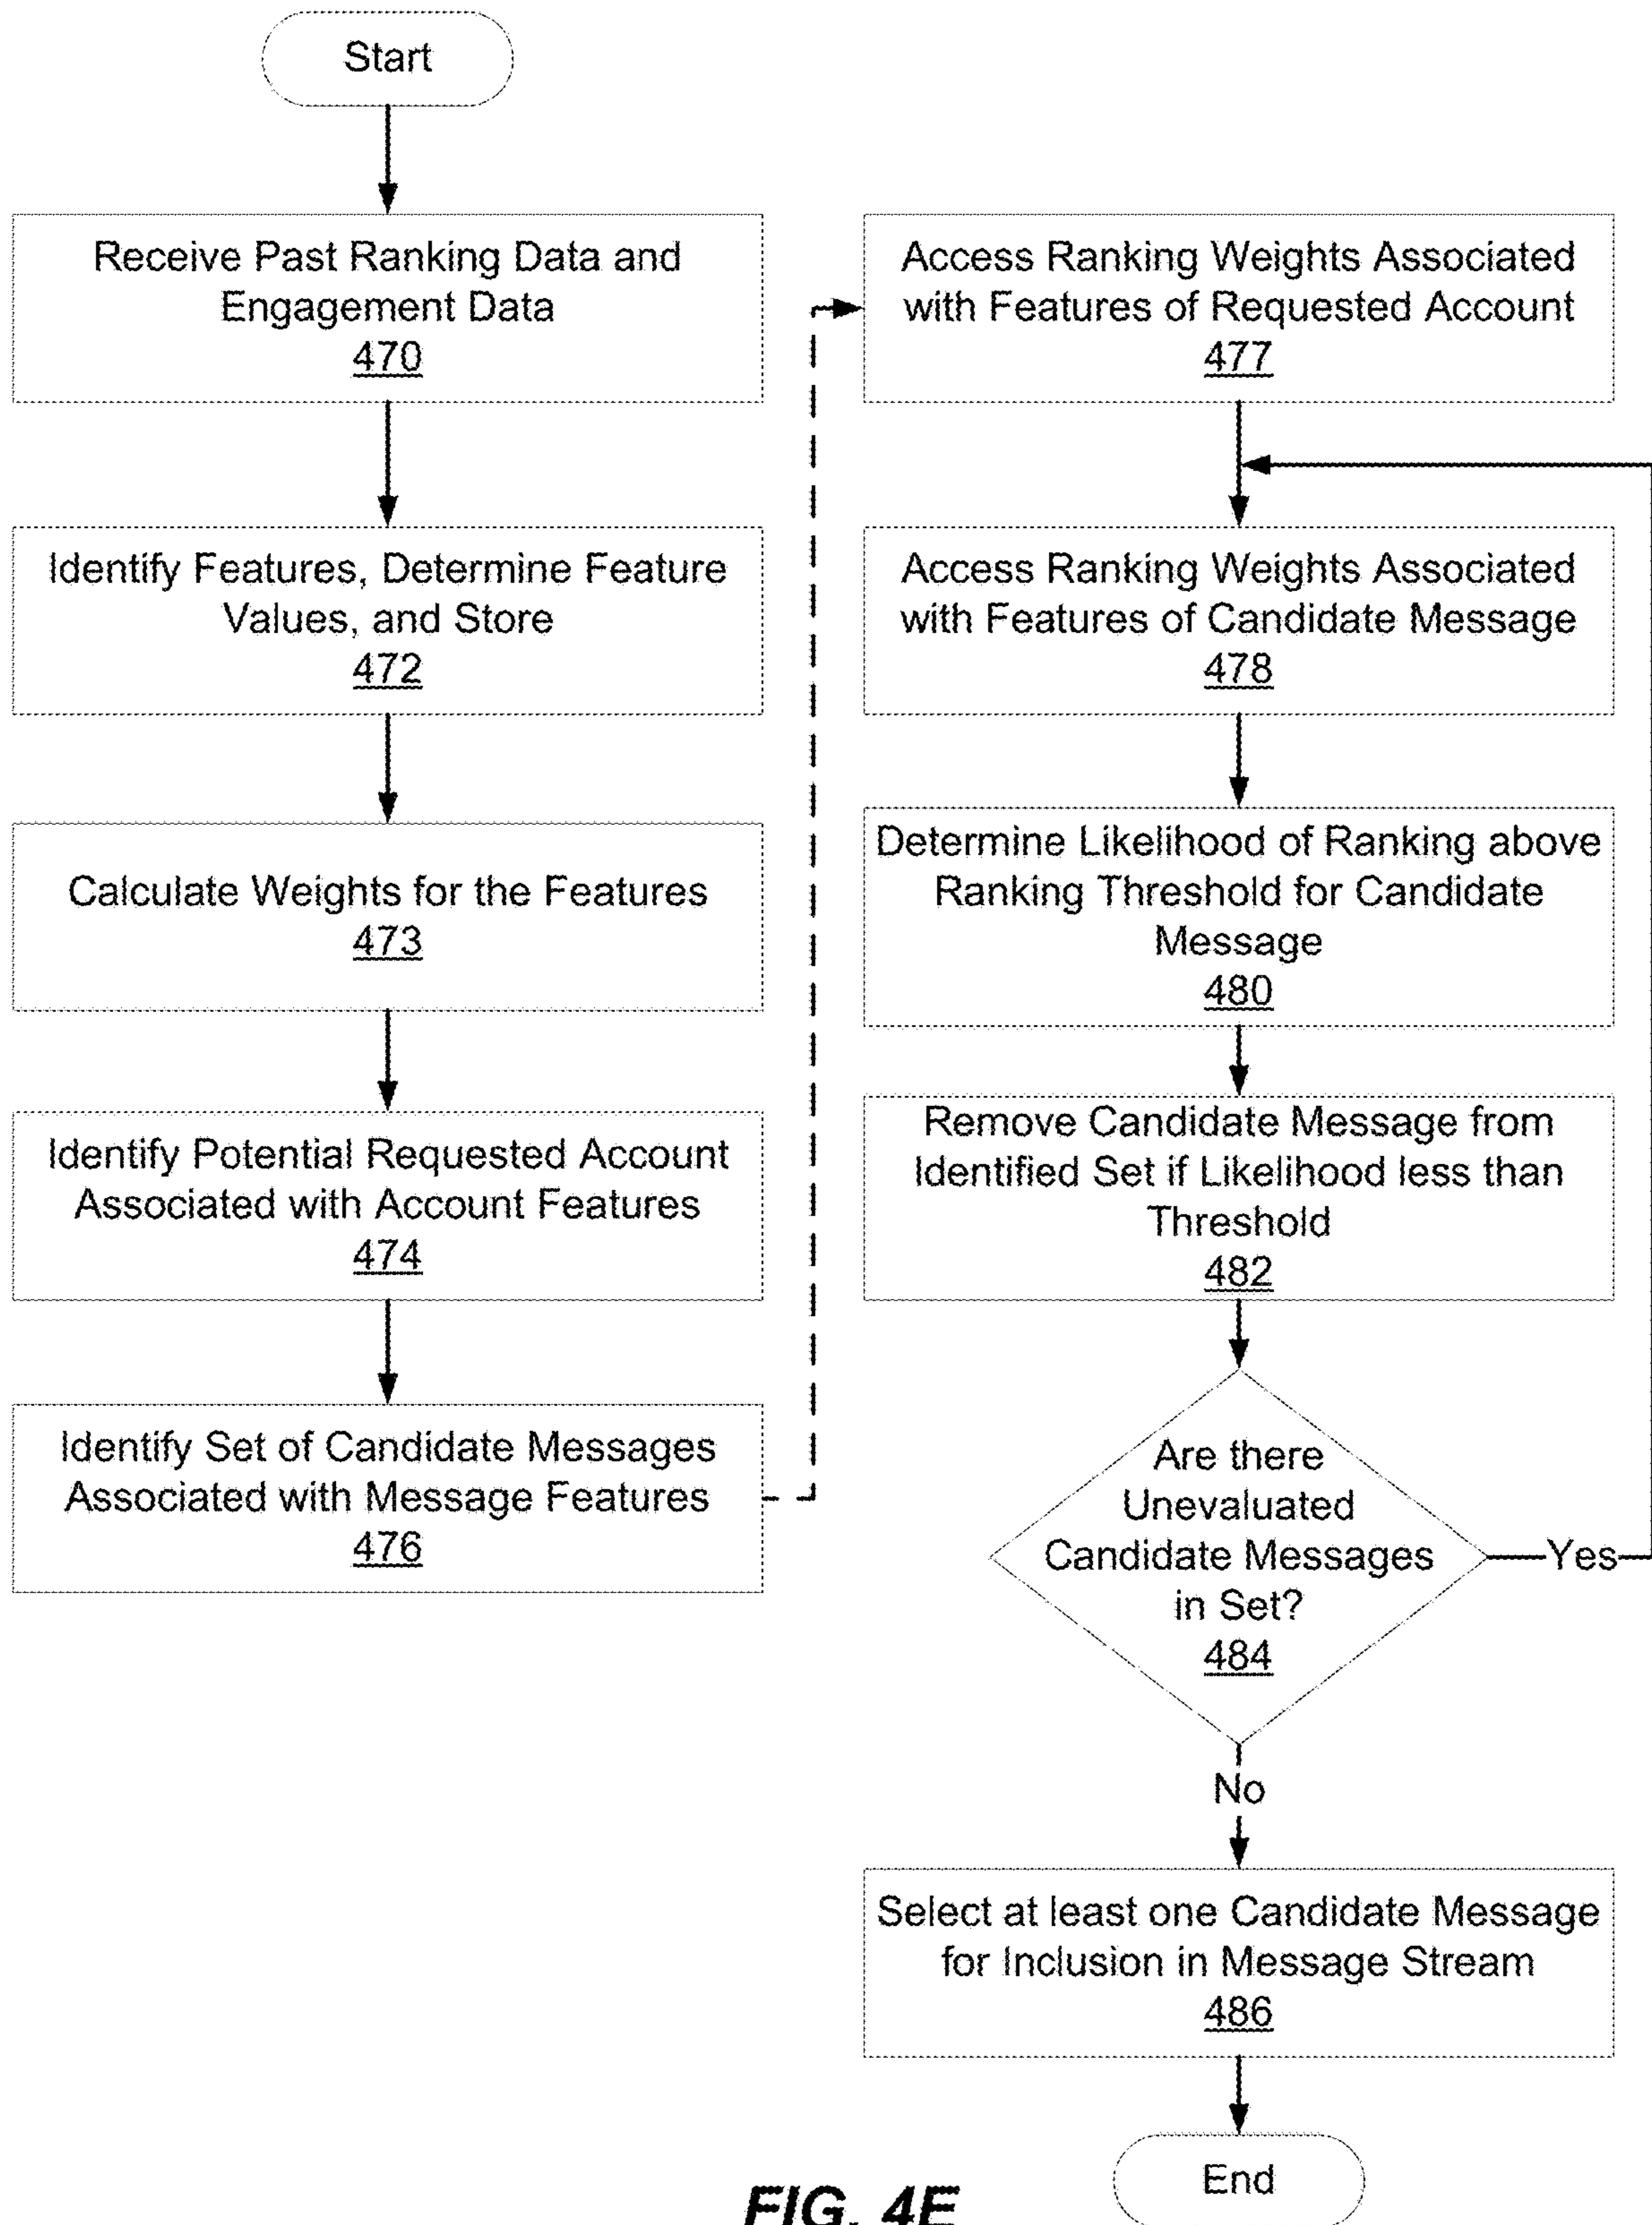 Start
Receive Past Ranking Data and
Engagement Data
470
Identify Features, Determine Feature
Values, and Store
472
Calculate Weights for the Features
473
Identify Potential Requested Account
Associated with Account Features
474
Identify Set of Candidate Messages
Associated with Message Features
476
Access Ranking Weights Associated
with Features of Requested Account
477
Access Ranking Weights Associated
with Features of Candidate Message
478
Determine Likelihood of Ranking above
Ranking Threshold for Candidate
Message
480
Remove Candidate Message from
Identified Set if Likelihood less than
Threshold
482
Are there
Unevaluated
Candidate Messages
in Set?
484
Yes
No
Select at least one Candidate Message
for Inclusion in Message Stream
486
End
FIG. 4E